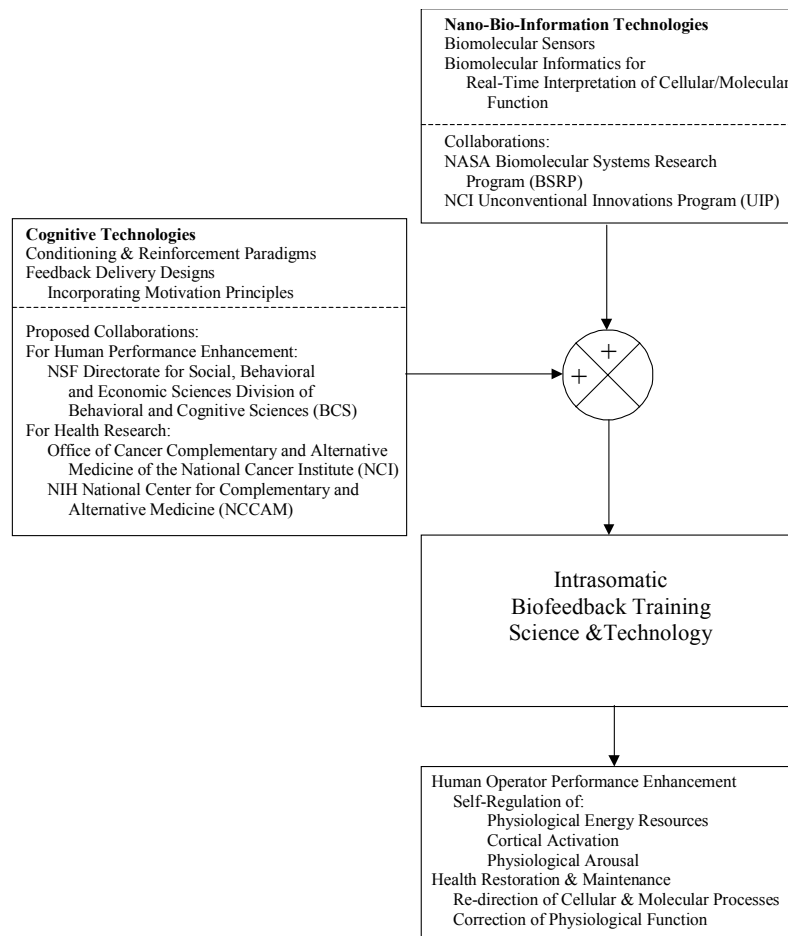 Nano-Bio-Information Technologies
Biomolecular Sensors
Biomolecular Informatics for
Real-Time Interpretation of Cellular/Molecular
Function
Collaborations:
NASA Biomolecular Systems Research
Program (BSRP)
NCI Unconventional Innovations Program (UIP)
Cognitive Technologies
Conditioning & Reinforcement Paradigms
Feedback Delivery Designs
Incorporating Motivation Principles
Proposed Collaborations:
For Human Performance Enhancement:
NSF Directorate for Social, Behavioral
and Economic Sciences Division of
Behavioral and Cognitive Sciences (BCS)
For Health Research:
Office of Cancer Complementary and Alternative
Medicine of the National Cancer Institute (NCI)
NIH National Center for Complementary and
Alternative Medicine (NCCAM)
+
+
Intrasomatic
Biofeedback Training
Science &Technology
Human Operator Performance Enhancement
Self-Regulation of:
Physiological Energy Resources
Cortical Activation
Physiological Arousal
Health Restoration & Maintenance
Re-direction of Cellular & Molecular Processes
Correction of Physiological Function